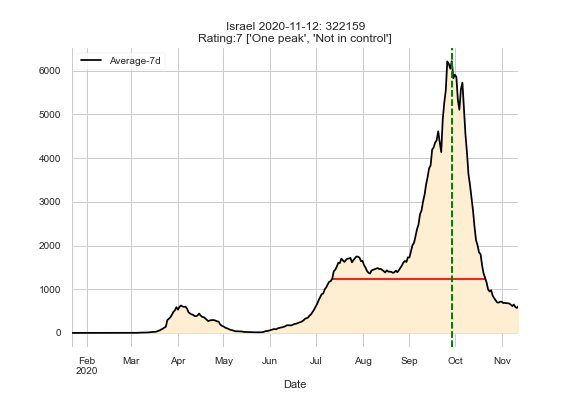 Israel 2020-11-12: 322159
Rating:7 ['One peak', 'Not in control']
Average-7d
6000
5000
4000
3000
2000
1000
0
Feb Mar Apr May Jun Jul Aug Sep Oct Nov
2020
Date